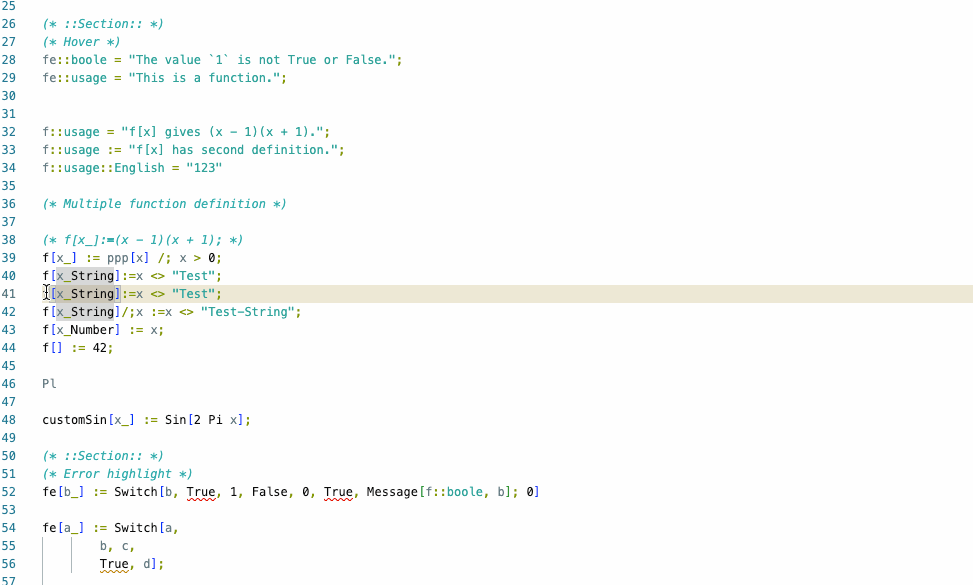 25
26 (* ::Section:: *)
27 (* Hover *)
28 fe::boole = "The value `1` is not True or False.";
29 fe::usage = "This is a function.";
30
31
32 f::usage = "f[x] gives (x - 1)(x + 1).";
33 f::usage := "f[x] has second definition.";
34 f::usage::English = "123"
35
36 (* Multiple function definition *)
37
38 (* f[x_]:=(x - 1)(x + 1); *)
39 f[x_] := ppp[x] /; x > 0;
40 f[x_String]:=x <> "Test";
41 [x_String]:=x <> "Test";
42 f[x_String]/;x :=x <> "Test-String";
43 f[x_Number] := x;
44 f[] := 42;
45
46 Pl
47
48 customSin[x_] := Sin[2 Pi x];
49
50 (* ::Section:: *)
51 (* Error highlight *)
52 fe[b_] := Switch[b, True, 1, False, 0, True, Message[f::boole, b]; 0]
53
54 fe[a_] := Switch[a,
55 b, c,
56 True, d];
57